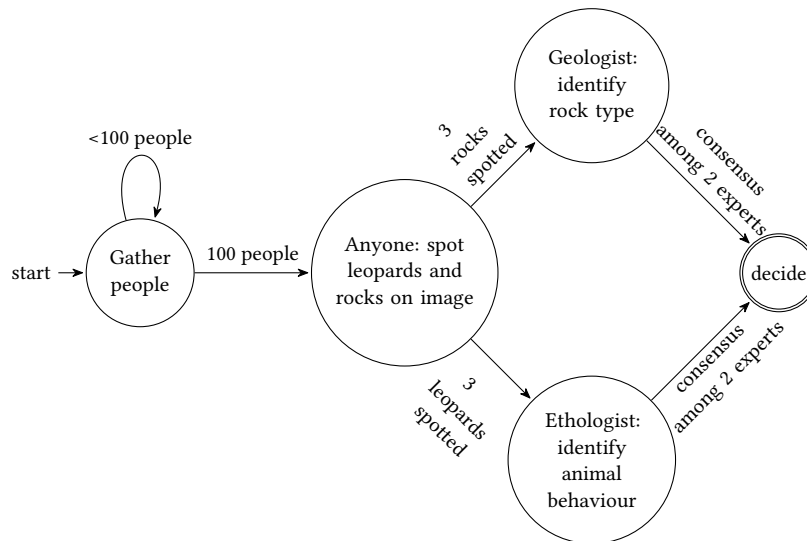 <100 people
start
Gather
people
100 people
Anyone: spot
leopards and
rocks on image
3
rocks
spotted
3
leopards
spotted
Geologist:
identify
rock type
Ethologist:
identify
animal
behaviour
consensus
among 2 experts
consensus
among 2 experts
decide